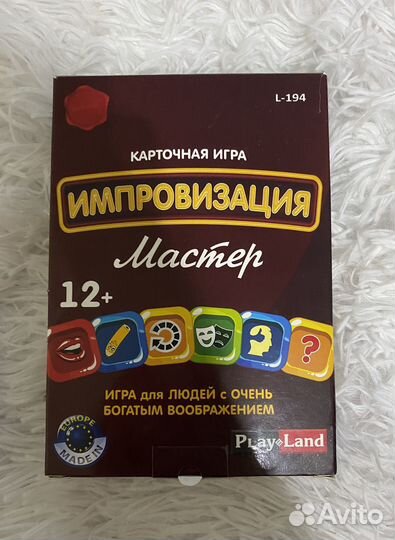 L-194
КАРТОЧНАЯ ИГРА
ИМПРОВИЗАЦИЯ
Мастер
12+
?
ИГРА для ЛЮДЕЙ с ОЧЕНЬ
БОГАТЫМ ВООБРАЖЕНИЕМ
EUROPE
MADE IN
PLAY LAND
Avito